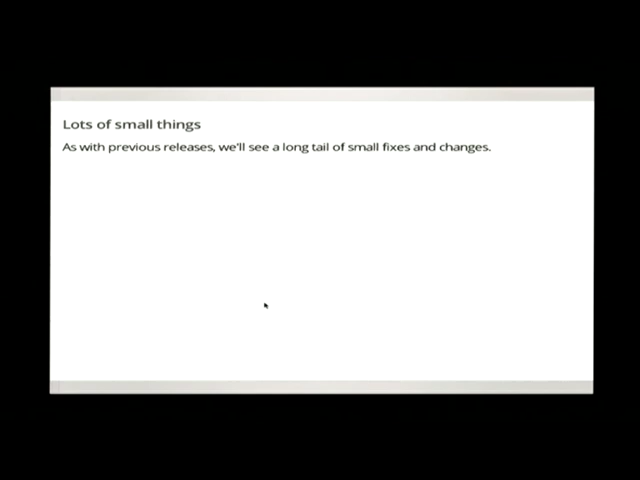 Lots of small things
As with previous releases, we'll see a long tail of small fixes and changes.